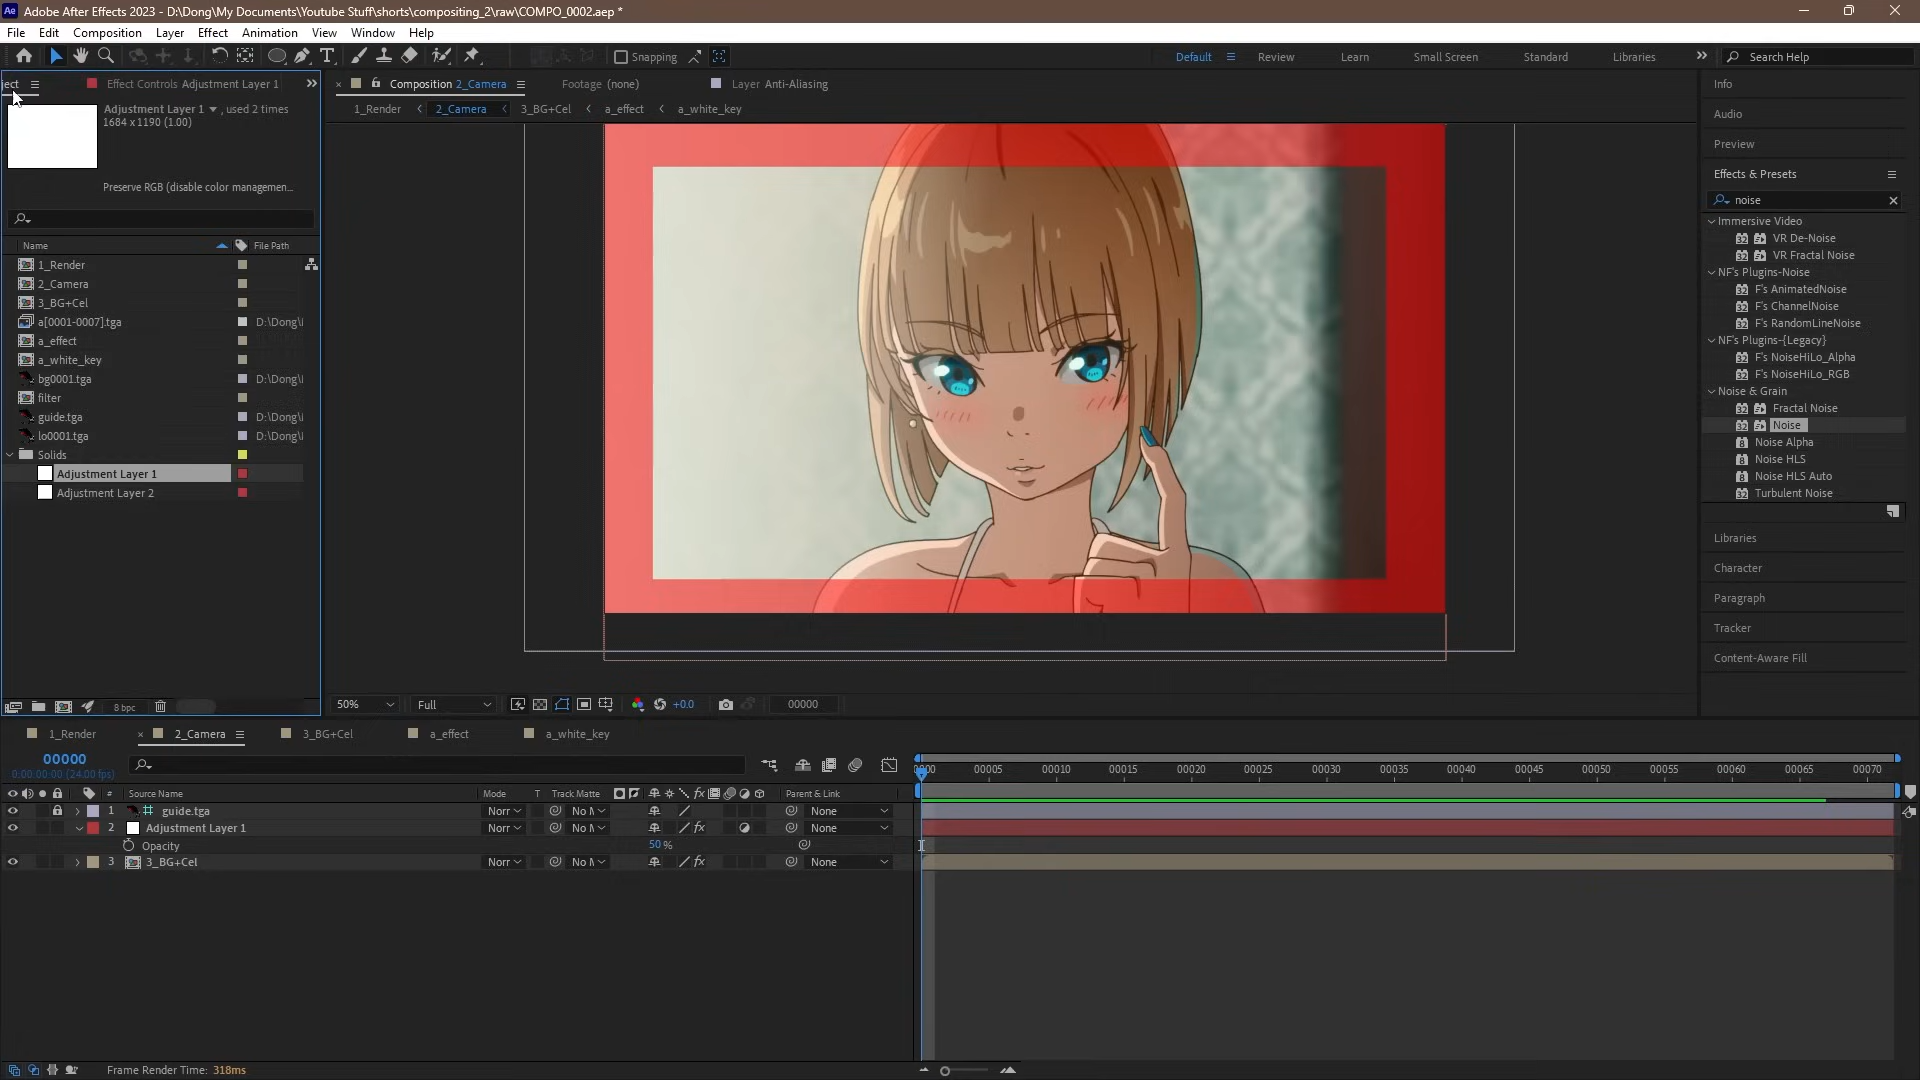 Adobe After Effects 2023 - D:\Dong\My Documents\Youtube Stuff\shorts\compositing_2\raw\COMPO_0002.aep *
File Edit Composition Layer Effect Animation View Window Help
Snapping
Default Review Learn Small Screen Standard Libraries Search Help
ject
Effect Controls Adjustment Layer 1
Adjustment Layer 1 , used 2 times
1684 x 1190 (1.00)
Preserve RGB (disable color managemen...
Name File Path
1_Render
2_Camera
3_BG+Cel
a[0001-0007].tga D:\Dong\
a_effect
a_white_key
bg0001.tga D:\Dong\
filter
guide.tga D:\Dong\
lo0001.tga D:\Dong\
Solids
Adjustment Layer 1
Adjustment Layer 2
8 bpc
Composition 2_Camera
Footage (none)
Layer Anti-Aliasing
1_Render 2_Camera 3_BG+Cel a_effect a_white_key
50% Full +0.0 00000
Info
Audio
Preview
Effects & Presets
noise
Immersive Video
VR De-Noise
VR Fractal Noise
NF's Plugins-Noise
F's AnimatedNoise
F's ChannelNoise
F's RandomLineNoise
NF's Plugins-{Legacy}
F's NoiseHiLo_Alpha
F's NoiseHiLo_RGB
Noise & Grain
Fractal Noise
Noise
Noise Alpha
Noise HLS
Noise HLS Auto
Turbulent Noise
Libraries
Character
Paragraph
Tracker
Content-Aware Fill
1_Render 2_Camera 3_BG+Cel a_effect a_white_key
00000
0:00:00:00 (24.00 fps)
0000 00005 00010 00015 00020 00025 00030 00035 00040 00045 00050 00055 00060 00065 00070
# Source Name Mode T Track Matte Parent & Link
1 guide.tga Norr No M None
2 Adjustment Layer 1 Norr No M None
Opacity 50 %
3 3_BG+Cel Norr No M None
Frame Render Time: 318ms